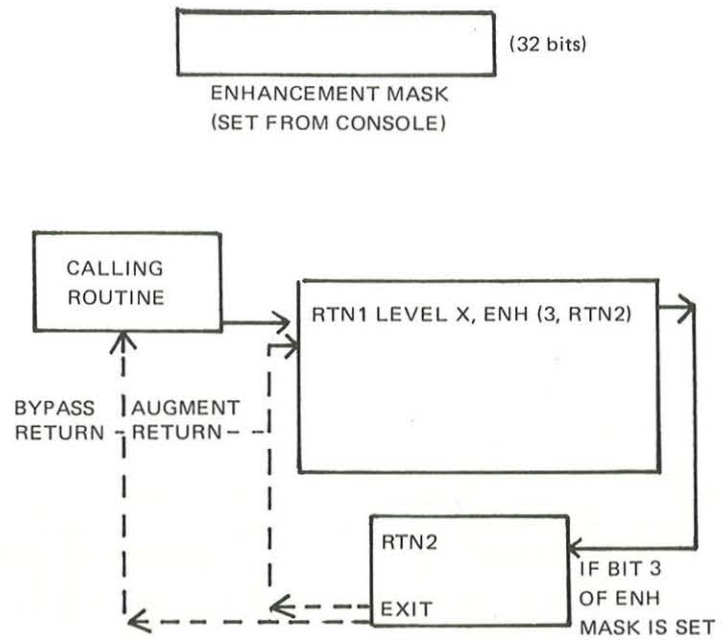 (32 bits)
ENHANCEMENT MASK
(SET FROM CONSOLE)
CALLING
ROUTINE
RTN1 LEVEL X, ENH (3, RTN2)
BYPASS
RETURN
AUGMENT
RETURN
RTN2
EXIT
IF BIT 3
OF ENH
MASK IS SET